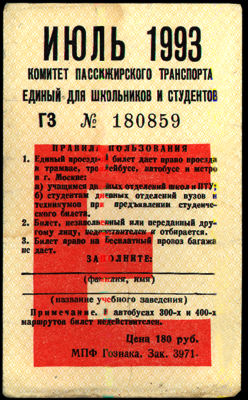 ИЮЛЬ 1993
КОМИТЕТ ПАССАЖИРСКОГО ТРАНСПОРТА
ЕДИНЫЙ ДЛЯ ШКОЛЬНИКОВ И СТУДЕНТОВ
ГЗ № 180859
ПРАВИЛА ПОЛЬЗОВАНИЯ
1. Единый проездной билет дает право проезда
в трамвае, троллейбусе, автобусе и метро
в г. Москве:
а) учащимся дневных отделений школ и ПТУ;
б) студентам дневных отделений вузов и
техникумов при предъявлении студенчес-
кого билета.
2. Билет, незаполненный или переданный дру-
гому лицу, недействителен и отбирается.
3. Билет право на бесплатный провоз багажа
не дает.
ЗАПОЛНИТЕ:
(фамилия, имя)
(название учебного заведения)
Примечание. В автобусах 300-х и 400-х
маршрутов билет недействителен.
Цена 180 руб.
МПФ Гознака. Зак. 3971